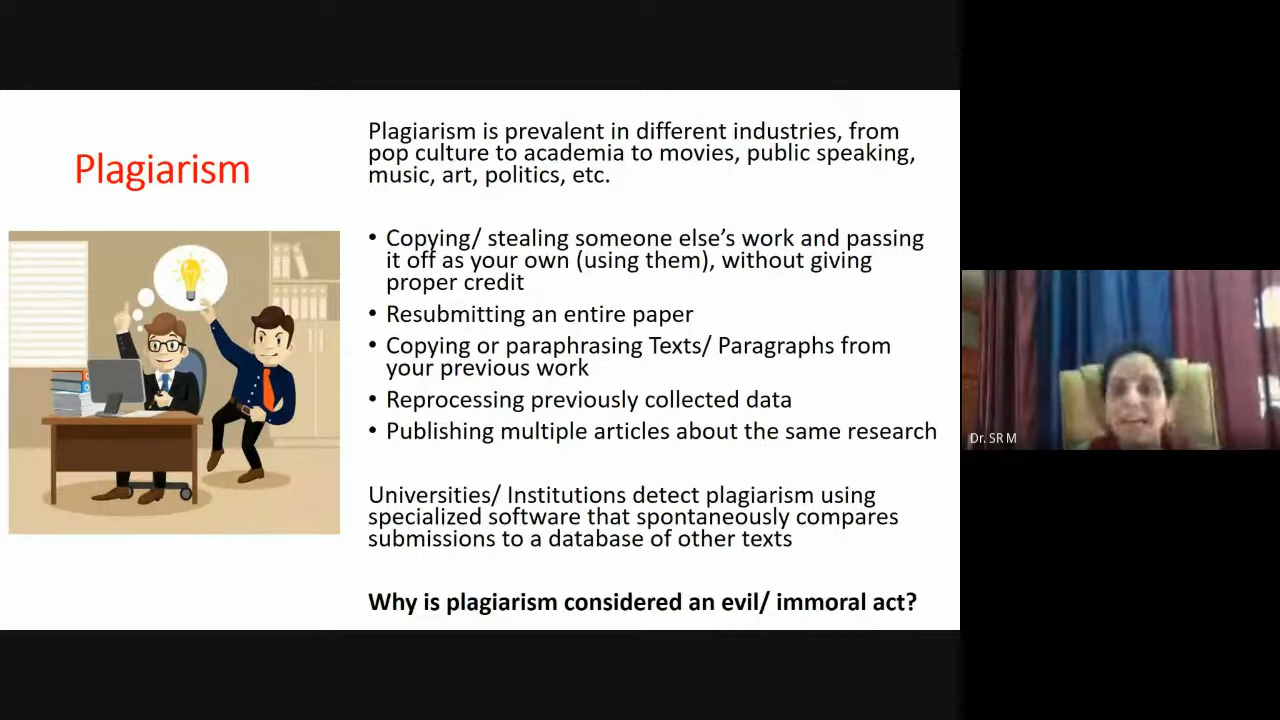 Plagiarism
Plagiarism is prevalent in different industries, from
pop culture to academia to movies, public speaking,
music, art, politics, etc.
• Copying/ stealing someone else’s work and passing
it off as your own (using them), without giving
proper credit
• Resubmitting an entire paper
• Copying or paraphrasing Texts/ Paragraphs from
your previous work
• Reprocessing previously collected data
• Publishing multiple articles about the same research
Universities/ Institutions detect plagiarism using
specialized software that spontaneously compares
submissions to a database of other texts
Why is plagiarism considered an evil/ immoral act?
Dr. SR M